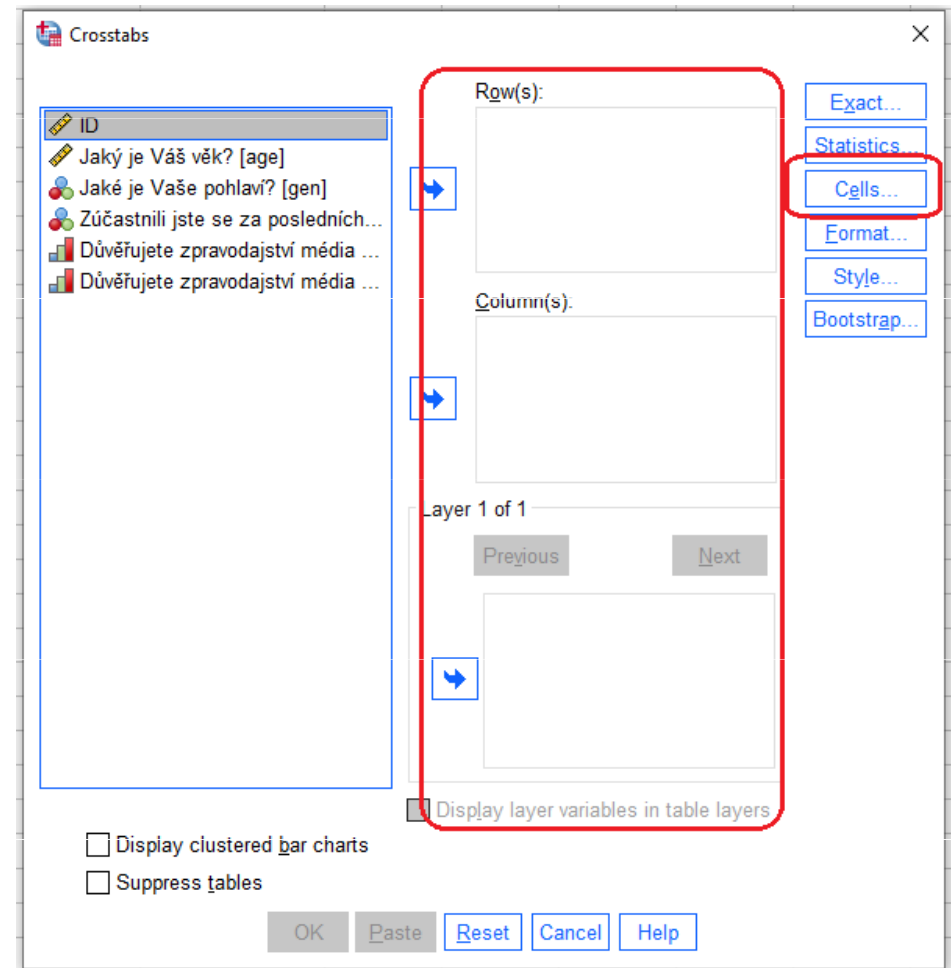 Crosstabs
ID
Jaký je Váš věk? [age]
Jaké je Vaše pohlaví? [gen]
Zúčastnili jste se za posledních...
Důvěřujete zpravodajství média ...
Důvěřujete zpravodajství média ...
Row(s):
Column(s):
Layer 1 of 1
Previous
Next
Display layer variables in table layers
Exact...
Statistics...
Cells...
Format...
Style...
Bootstrap...
Display clustered bar charts
Suppress tables
OK Paste Reset Cancel Help